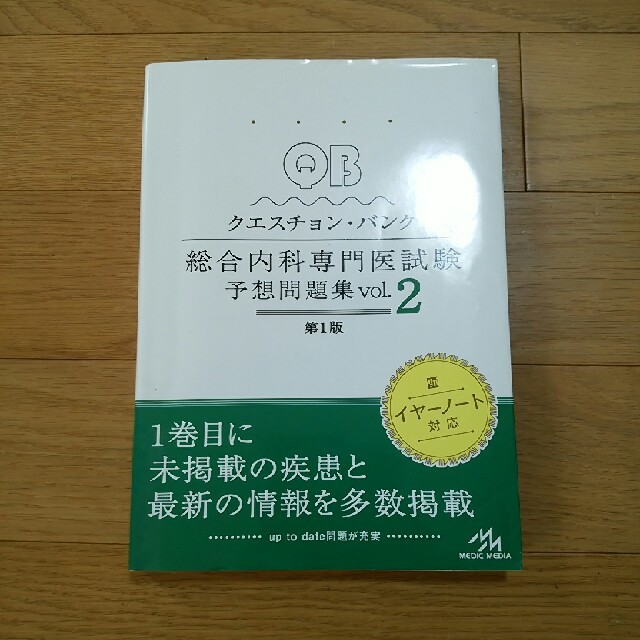 QB
クエスチョン・バンク
総合内科専門医試験
予想問題集 vol.2
第1版
イヤーノート
対応
1巻目に
未掲載の疾患と
最新の情報を多数掲載
up to date問題が充実
MEDIC MEDIA